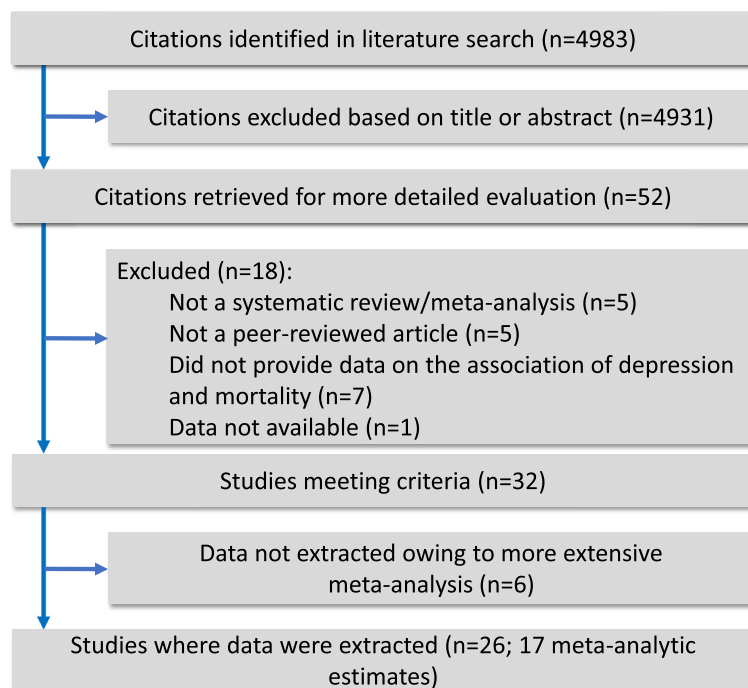 Citations identified in literature search (n=4983)
Citations excluded based on title or abstract (n=4931)
Citations retrieved for more detailed evaluation (n=52)
Excluded (n=18):
Not a systematic review/meta-analysis (n=5)
Not a peer-reviewed article (n=5)
Did not provide data on the association of depression
and mortality (n=7)
Data not available (n=1)
Studies meeting criteria (n=32)
Data not extracted owing to more extensive
meta-analysis (n=6)
Studies where data were extracted (n=26; 17 meta-analytic
estimates)